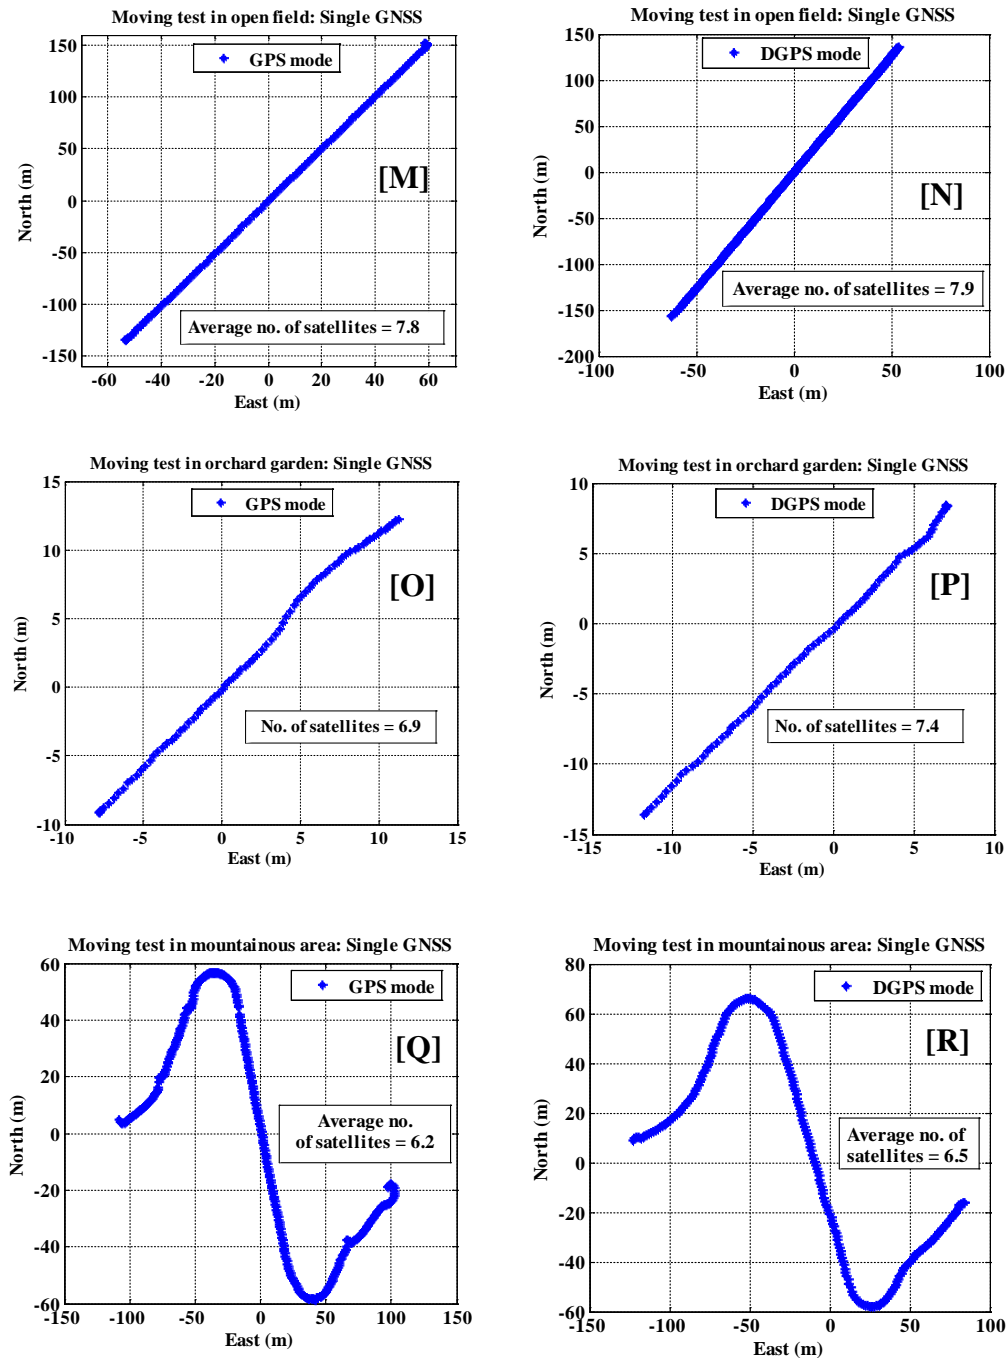 Moving test in open field: Single GNSS
150
100
50
0
-50
-100
-150
North (m)
GPS mode
[M]
Average no. of satellites = 7.8
-60 -40 -20 0 20 40 60
East (m)
Moving test in open field: Single GNSS
150
100
50
0
-50
-100
-150
-200
North (m)
DGPS mode
[N]
Average no. of satellites = 7.9
-100 -50 0 50 100
East (m)
Moving test in orchard garden: Single GNSS
15
10
5
0
-5
-10
North (m)
GPS mode
[O]
No. of satellites = 6.9
-10 -5 0 5 10 15
East (m)
Moving test in orchard garden: Single GNSS
10
5
0
-5
-10
-15
North (m)
DGPS mode
[P]
No. of satellites = 7.4
-15 -10 -5 0 5 10
East (m)
Moving test in mountainous area: Single GNSS
60
40
20
0
-20
-40
-60
North (m)
GPS mode
[Q]
Average no.
of satellites = 6.2
-150 -100 -50 0 50 100 150
East (m)
Moving test in mountainous area: Single GNSS
80
60
40
20
0
-20
-40
-60
North (m)
DGPS mode
[R]
Average no. of
satellites = 6.5
-150 -100 -50 0 50 100
East (m)